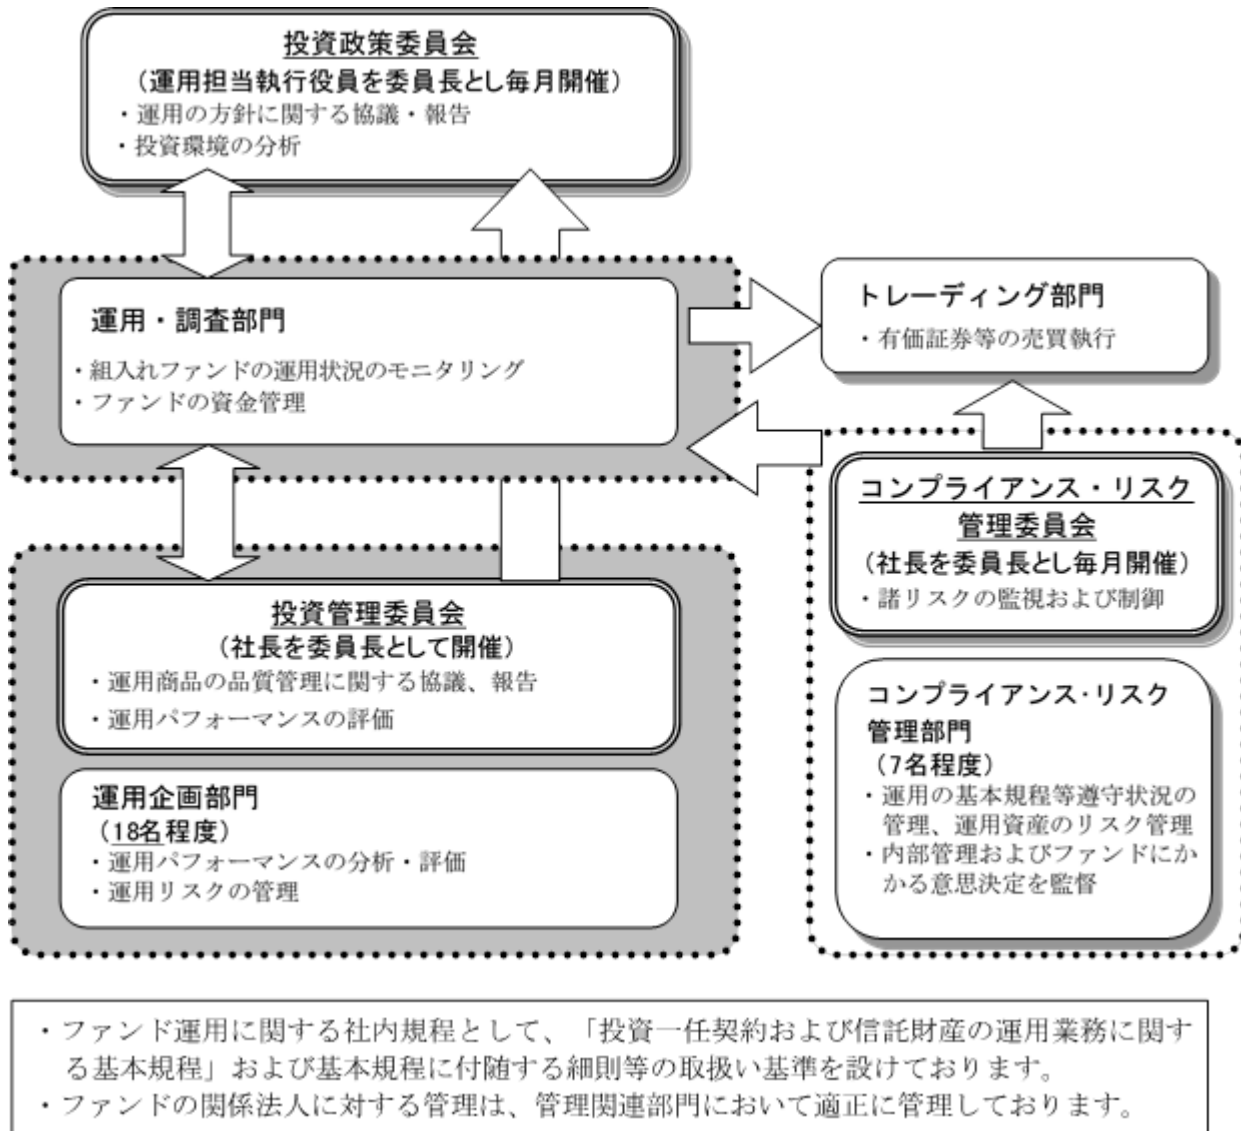 投資政策委員会
（運用担当執行役員を委員長とし毎月開催）
・運用の方針に関する協議・報告
・投資環境の分析
運用・調査部門
・組入れファンドの運用状況のモニタリング
・ファンドの資金管理
トレーディング部門
・有価証券等の売買執行
コンプライアンス・リスク
管理委員会
（社長を委員長とし毎月開催）
・諸リスクの監視および制御
投資管理委員会
（社長を委員長として開催）
・運用商品の品質管理に関する協議、報告
・運用パフォーマンスの評価
運用企画部門
（18名程度）
・運用パフォーマンスの分析・評価
・運用リスクの管理
コンプライアンス・リスク
管理部門
（7名程度）
・運用の基本規程等遵守状況の
管理、運用資産のリスク管理
・内部管理およびファンドにか
かる意思決定を監督
・ファンド運用に関する社内規程として、「投資一任契約および信託財産の運用業務に関す
る基本規程」および基本規程に付随する細則等の取扱い基準を設けております。
・ファンドの関係法人に対する管理は、管理関連部門において適正に管理しております。